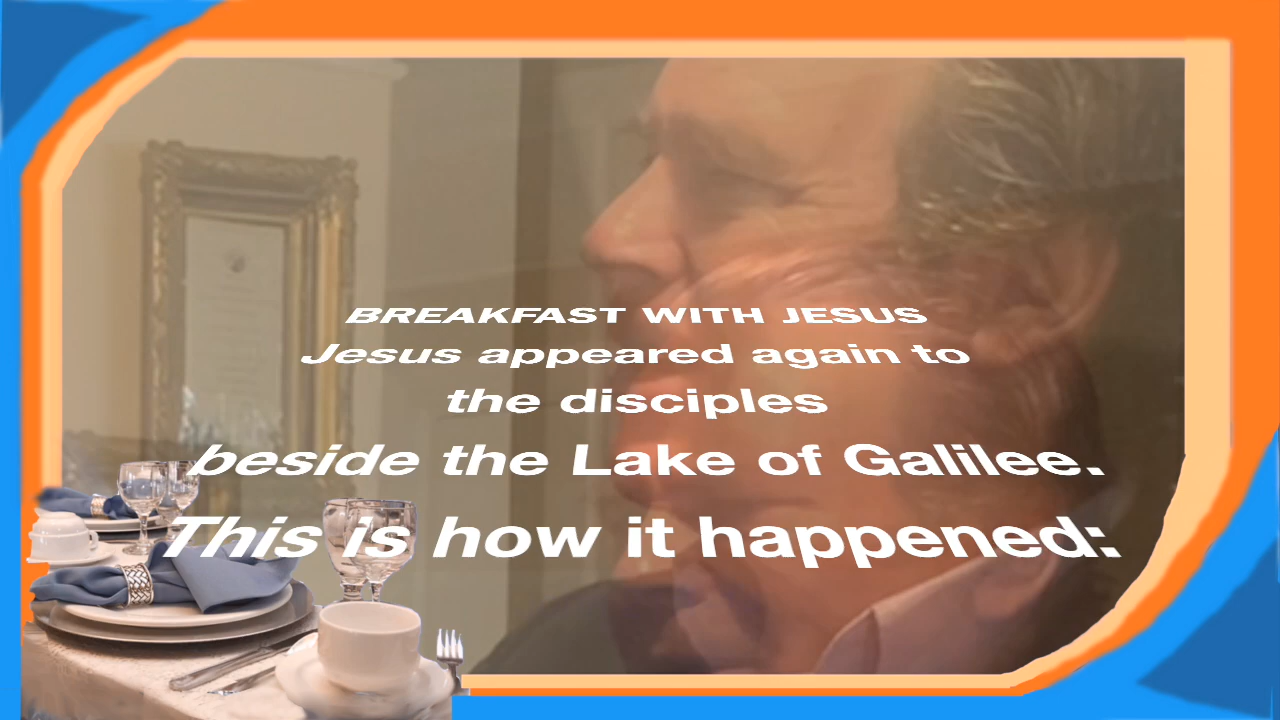 BREAKFAST WITH JESUS
Jesus appeared again to
the disciples
beside the Lake of Galilee.
This is how it happened: